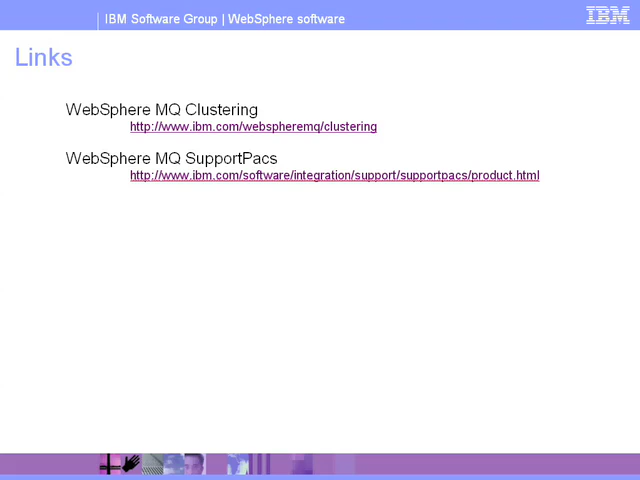 IBM Software Group | WebSphere software
IBM
Links
WebSphere MQ Clustering
http://www.ibm.com/webspheremq/clustering
WebSphere MQ SupportPacs
http://www.ibm.com/software/integration/support/supportpacs/product.html